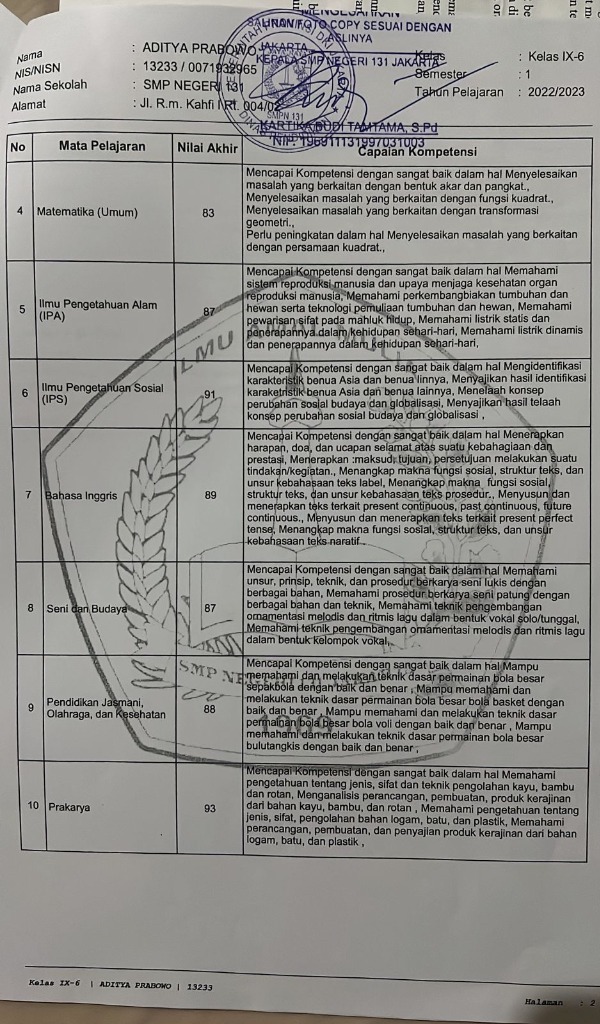 MENGESAHKAN
SALINAN/FOTO COPY SESUAI DENGAN
ASLINYA
JAKARTA
KEPALA SMP NEGERI 131 JAKARTA
SMPN 131
KARTIKA BUDI TAMTAMA, S.Pd
NIP. 196911131997031003
Nama : ADITYA PRABOWO
NIS/NISN : 13233 / 0071932965
Nama Sekolah : SMP NEGERI 131
Alamat : Jl. R.m. Kahfi I Rt. 004/02
Kelas : Kelas IX-6
Semester : 1
Tahun Pelajaran : 2022/2023
No Mata Pelajaran Nilai Akhir Capaian Kompetensi
4 Matematika (Umum) 83
Mencapai Kompetensi dengan sangat baik dalam hal Menyelesaikan
masalah yang berkaitan dengan bentuk akar dan pangkat.,
Menyelesaikan masalah yang berkaitan dengan fungsi kuadrat.,
Menyelesaikan masalah yang berkaitan dengan transformasi
geometri.,
Perlu peningkatan dalam hal Menyelesaikan masalah yang berkaitan
dengan persamaan kuadrat.,
5 Ilmu Pengetahuan Alam
(IPA) 87
Mencapai Kompetensi dengan sangat baik dalam hal Memahami
sistem reproduksi manusia dan upaya menjaga kesehatan organ
reproduksi manusia, Memahami perkembangbiakan tumbuhan dan
hewan serta teknologi pemuliaan tumbuhan dan hewan, Memahami
pewarisan sifat pada mahluk hidup, Memahami listrik statis dan
penerapannya dalam kehidupan sehari-hari, Memahami listrik dinamis
dan penerapannya dalam kehidupan sehari-hari,
6 Ilmu Pengetahuan Sosial
(IPS) 91
Mencapai Kompetensi dengan sangat baik dalam hal Mengidentifikasi
karakteristik benua Asia dan benua linnya, Menyajikan hasil identifikasi
karaketristik benua Asia dan benua lainnya, Menelaah konsep
perubahan sosial budaya dan globalisasi, Menyajikan hasil telaah
konsep perubahan sosial budaya dan globalisasi ,
7 Bahasa Inggris 89
Mencapai Kompetensi dengan sangat baik dalam hal Menerapkan
harapan, doa, dan ucapan selamat atas suatu kebahagiaan dan
prestasi, Menerapkan :maksud, tujuan, persetujuan melakukan suatu
tindakan/kegiatan., Menangkap makna fungsi sosial, struktur teks, dan
unsur kebahasaan teks label, Menangkap makna fungsi sosial,
struktur teks, dan unsur kebahasaan teks prosedur., Menyusun dan
menerapkan teks terkait present continuous, past continuous, future
continuous., Menyusun dan menerapkan teks terkait present perfect
tense, Menangkap makna fungsi sosial, struktur teks, dan unsur
kebahasaan teks naratif.,
8 Seni dan Budaya 87
Mencapai Kompetensi dengan sangat baik dalam hal Memahami
unsur, prinsip, teknik, dan prosedur berkarya seni lukis dengan
berbagai bahan, Memahami prosedur berkarya seni patung dengan
berbagai bahan dan teknik, Memahami teknik pengembangan
ornamentasi melodis dan ritmis lagu dalam bentuk vokal solo/tunggal,
Memahami teknik pengembangan ornamentasi melodis dan ritmis lagu
dalam bentuk kelompok vokal,
9 Pendidikan Jasmani,
Olahraga, dan Kesehatan 88
Mencapai Kompetensi dengan sangat baik dalam hal Mampu
memahami dan melakukan teknik dasar permainan bola besar
sepakbola dengan baik dan benar , Mampu memahami dan
melakukan teknik dasar permainan bola besar bola basket dengan
baik dan benar , Mampu memahami dan melakukan teknik dasar
permainan bola besar bola voli dengan baik dan benar , Mampu
memahami dan melakukan teknik dasar permainan bola besar
bulutangkis dengan baik dan benar ,
10 Prakarya 93
Mencapai Kompetensi dengan sangat baik dalam hal Memahami
pengetahuan tentang jenis, sifat dan teknik pengolahan kayu, bambu
dan rotan, Menganalisis perancangan, pembuatan, produk kerajinan
dari bahan kayu, bambu, dan rotan , Memahami pengetahuan tentang
jenis, sifat, pengolahan bahan logam, batu, dan plastik, Memahami
perancangan, pembuatan, dan penyajian produk kerajinan dari bahan
logam, batu, dan plastik ,
ILMU AMAL
SMP NEGERI
Kelas IX-6 | ADITYA PRABOWO | 13233
Halaman : 2